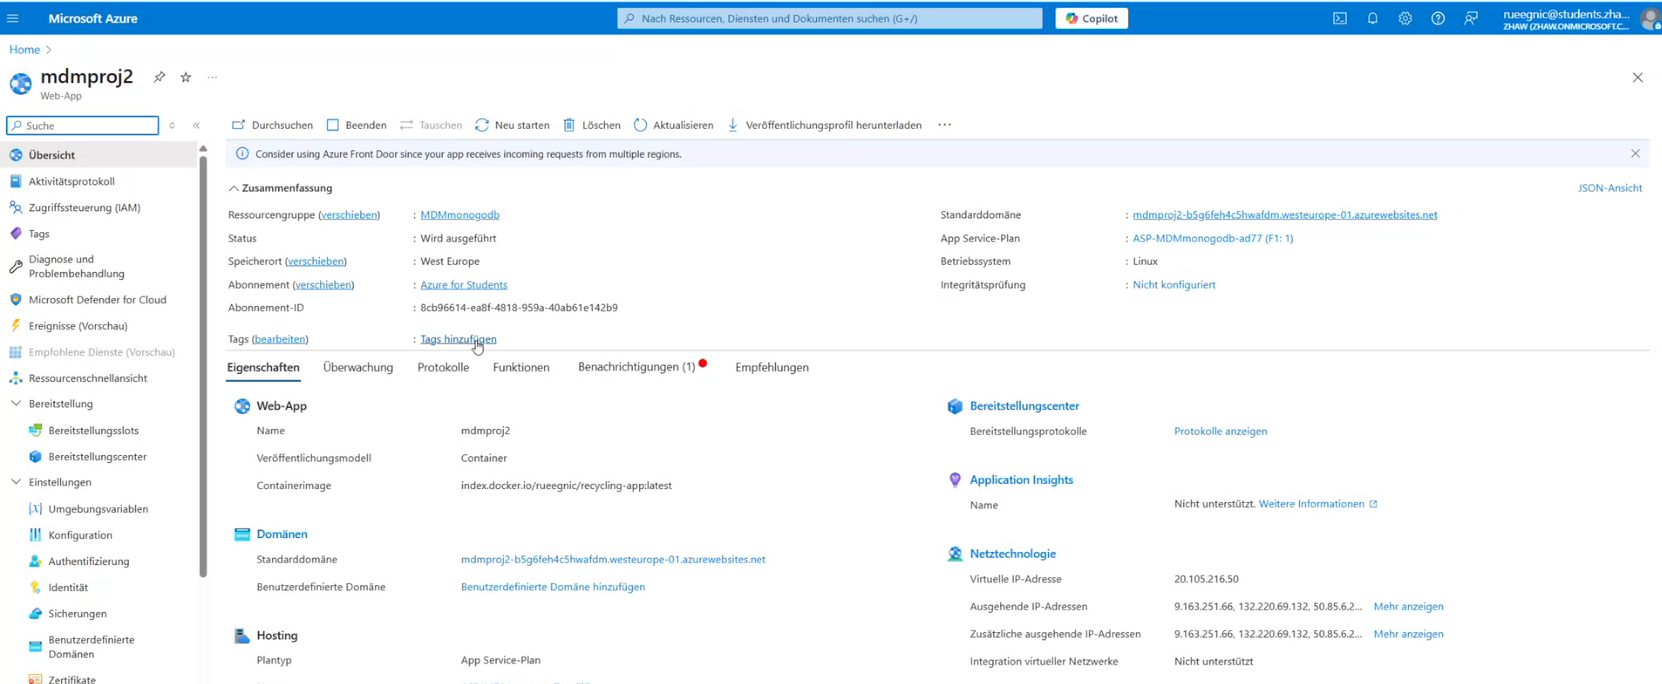 Microsoft Azure
Nach Ressourcen, Diensten und Dokumenten suchen (G+/)
Copilot
rueegnic@students.zha...
ZHAW (ZHAW.ONMICROSOFT.C...
Home
mdmproj2
Web-App
Suche
Durchsuchen Beenden Tauschen Neu starten Löschen Aktualisieren Veröffentlichungsprofil herunterladen ...
Consider using Azure Front Door since your app receives incoming requests from multiple regions.
Übersicht
Aktivitätsprotokoll
Zugriffssteuerung (IAM)
Tags
Diagnose und
Problembehandlung
Microsoft Defender for Cloud
Ereignisse (Vorschau)
Empfohlene Dienste (Vorschau)
Ressourcenschnellansicht
Bereitstellung
Bereitstellungsslots
Bereitstellungscenter
Einstellungen
Umgebungsvariablen
Konfiguration
Authentifizierung
Identität
Sicherungen
Benutzerdefinierte
Domänen
Zertifikate
Zusammenfassung
JSON-Ansicht
Ressourcengruppe (verschieben) : MDMmonogodb
Status : Wird ausgeführt
Speicherort (verschieben) : West Europe
Abonnement (verschieben) : Azure for Students
Abonnement-ID : 8cb96614-ea8f-4818-959a-40ab61e142b9
Tags (bearbeiten) : Tags hinzufügen
Standarddomäne : mdmproj2-b5g6feh4c5hwafdm.westeurope-01.azurewebsites.net
App Service-Plan : ASP-MDMmonogodb-ad77 (F1: 1)
Betriebssystem : Linux
Integritätsprüfung : Nicht konfiguriert
Eigenschaften Überwachung Protokolle Funktionen Benachrichtigungen (1) Empfehlungen
Web-App
Name mdmproj2
Veröffentlichungsmodell Container
Containerimage index.docker.io/rueegnic/recycling-app:latest
Domänen
Standarddomäne mdmproj2-b5g6feh4c5hwafdm.westeurope-01.azurewebsites.net
Benutzerdefinierte Domäne Benutzerdefinierte Domäne hinzufügen
Hosting
Plantyp App Service-Plan
Bereitstellungscenter
Bereitstellungsprotokolle Protokolle anzeigen
Application Insights
Name Nicht unterstützt. Weitere Informationen
Netztechnologie
Virtuelle IP-Adresse 20.105.216.50
Ausgehende IP-Adressen 9.163.251.66, 132.220.69.132, 50.85.6.2... Mehr anzeigen
Zusätzliche ausgehende IP-Adressen 9.163.251.66, 132.220.69.132, 50.85.6.2... Mehr anzeigen
Integration virtueller Netzwerke Nicht unterstützt